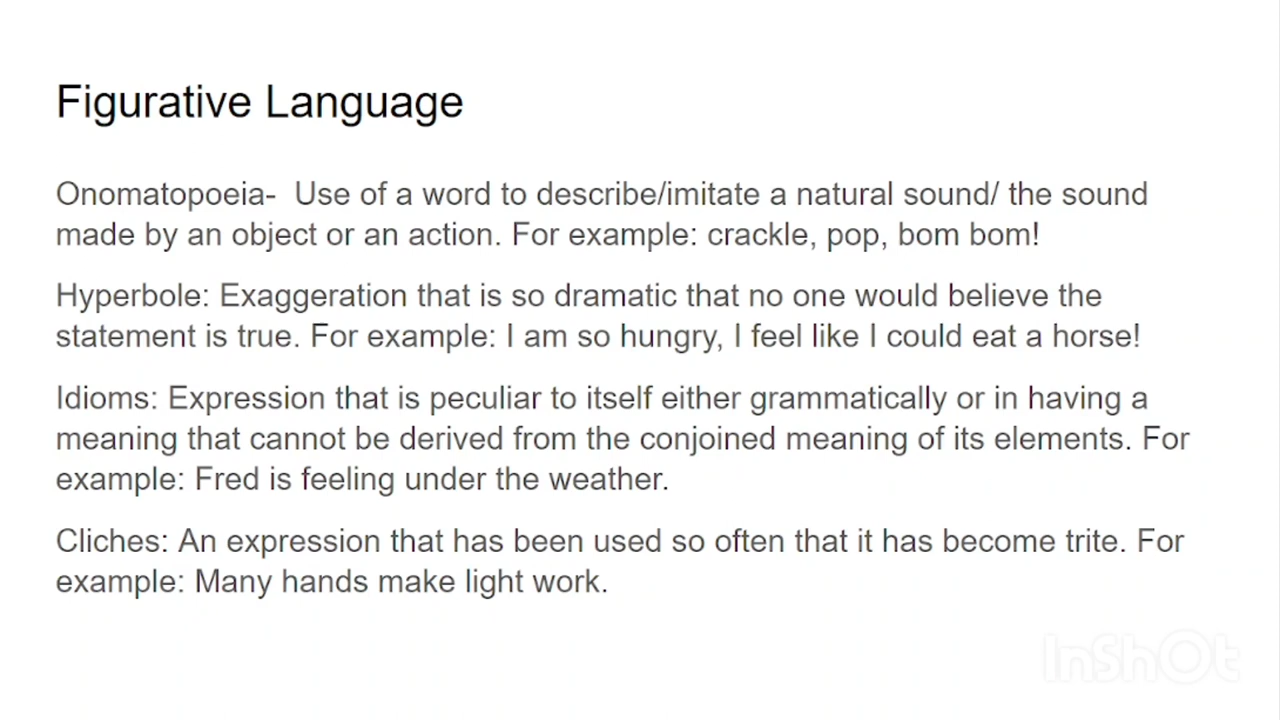 Figurative Language
Onomatopoeia-  Use of a word to describe/imitate a natural sound/ the sound
made by an object or an action. For example: crackle, pop, bom bom!
Hyperbole: Exaggeration that is so dramatic that no one would believe the
statement is true. For example: I am so hungry, I feel like I could eat a horse!
Idioms: Expression that is peculiar to itself either grammatically or in having a
meaning that cannot be derived from the conjoined meaning of its elements. For
example: Fred is feeling under the weather.
Cliches: An expression that has been used so often that it has become trite. For
example: Many hands make light work.
InShOt